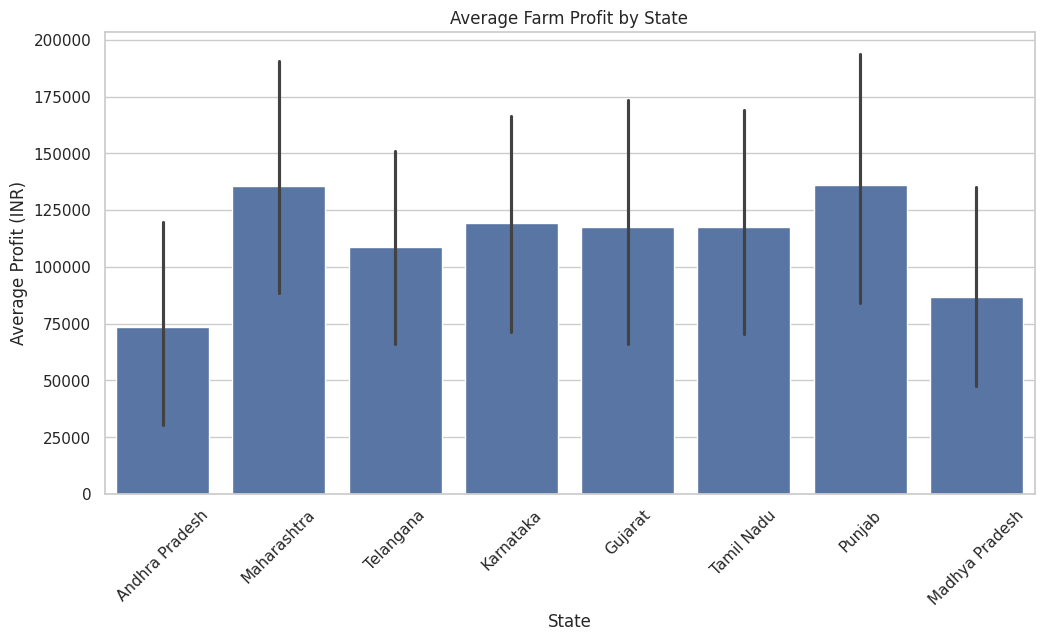 Average Farm Profit by State
Average Profit (INR)
200000
175000
150000
125000
100000
75000
50000
25000
0
Andhra Pradesh
Maharashtra
Telangana
Karnataka
Gujarat
Tamil Nadu
Punjab
Madhya Pradesh
State